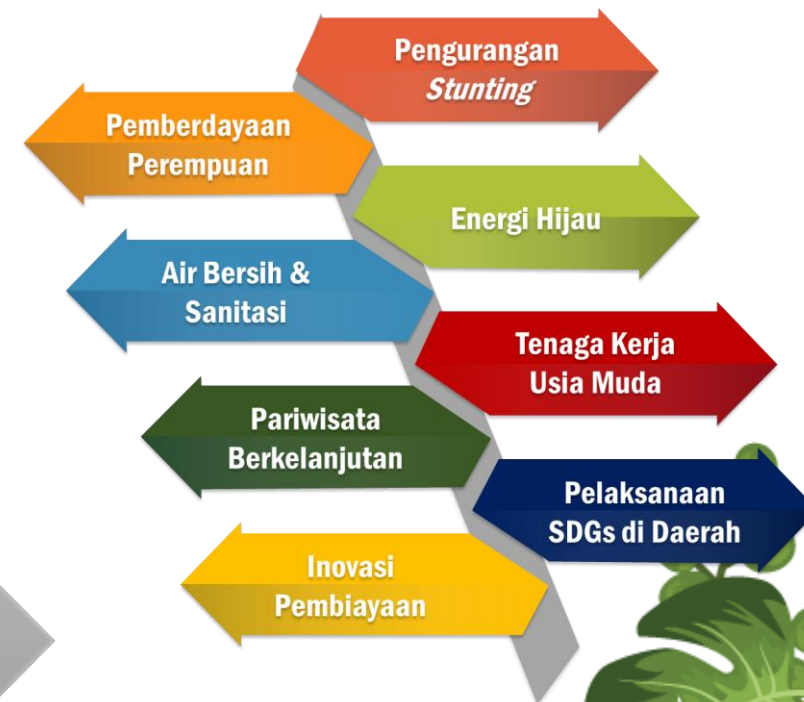 Pengurangan
Stunting
Pemberdayaan
Perempuan
Energi Hijau
Air Bersih &
Sanitasi
Tenaga Kerja
Usia Muda
Pariwisata
Berkelanjutan
Pelaksanaan
SDGs di Daerah
Inovasi
Pembiayaan